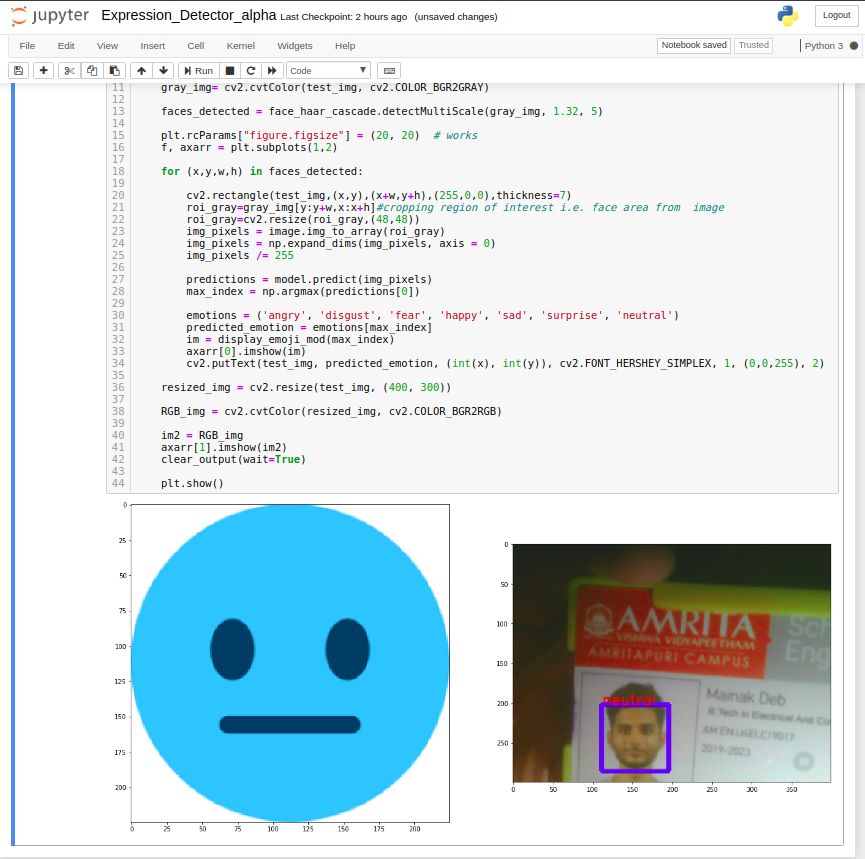 jupyter Expression_Detector_alpha Last Checkpoint: 2 hours ago (unsaved changes) Logout
File Edit View Insert Cell Kernel Widgets Help Notebook saved Trusted Python 3
Run Code
11 gray_img= cv2.cvtColor(test_img, cv2.COLOR_BGR2GRAY)
12
13 faces_detected = face_haar_cascade.detectMultiScale(gray_img, 1.32, 5)
14
15 plt.rcParams["figure.figsize"] = (20, 20) # works
16 f, axarr = plt.subplots(1,2)
17
18 for (x,y,w,h) in faces_detected:
19
20 cv2.rectangle(test_img,(x,y),(x+w,y+h),(255,0,0),thickness=7)
21 roi_gray=gray_img[y:y+w,x:x+h]#cropping region of interest i.e. face area from image
22 roi_gray=cv2.resize(roi_gray,(48,48))
23 img_pixels = image.img_to_array(roi_gray)
24 img_pixels = np.expand_dims(img_pixels, axis = 0)
25 img_pixels /= 255
26
27 predictions = model.predict(img_pixels)
28 max_index = np.argmax(predictions[0])
29
30 emotions = ('angry', 'disgust', 'fear', 'happy', 'sad', 'surprise', 'neutral')
31 predicted_emotion = emotions[max_index]
32 im = display_emoji_mod(max_index)
33 axarr[0].imshow(im)
34 cv2.putText(test_img, predicted_emotion, (int(x), int(y)), cv2.FONT_HERSHEY_SIMPLEX, 1, (0,0,255), 2)
35
36 resized_img = cv2.resize(test_img, (400, 300))
37
38 RGB_img = cv2.cvtColor(resized_img, cv2.COLOR_BGR2RGB)
39
40 im2 = RGB_img
41 axarr[1].imshow(im2)
42 clear_output(wait=True)
43
44 plt.show()
0
25
50
75
100
125
150
175
200
0 25 50 75 100 125 150 175 200
0
50
100
150
200
250
0 50 100 150 200 250 300 350
AMRITA
VISHWA VIDYAPEETHAM
AMRITAPURI CAMPUS
Sch
Eng
neutral
Mainak Deb
B.Tech in Electrical And Co
AM.EN.U4ELC19017
2019-2023